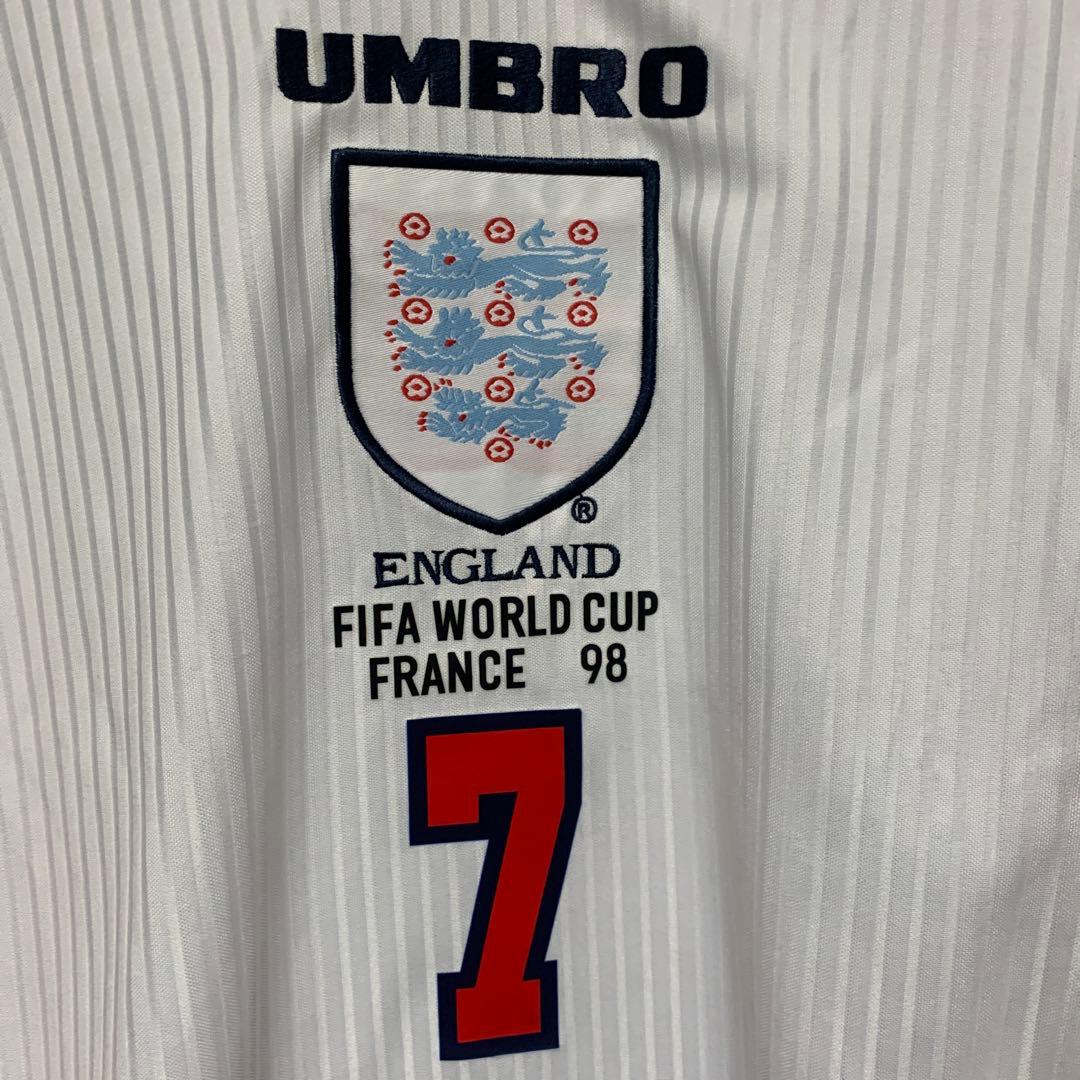 UMBRO
®
ENGLAND
FIFA WORLD CUP
FRANCE 98
7